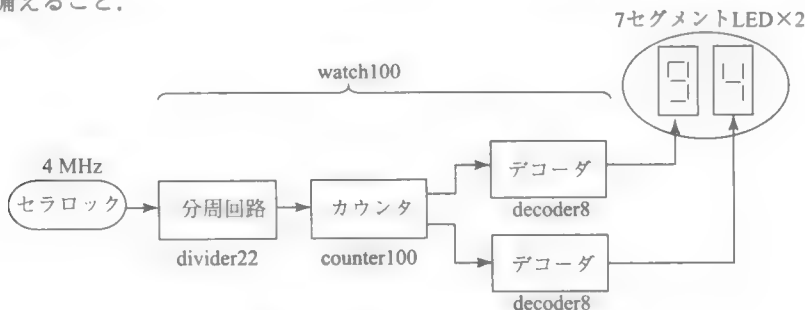 備えること．
7セグメントLED×2
watch100
4 MHz
セラロック
分周回路
divider22
カウンタ
counter100
デコーダ
decoder8
デコーダ
decoder8
94